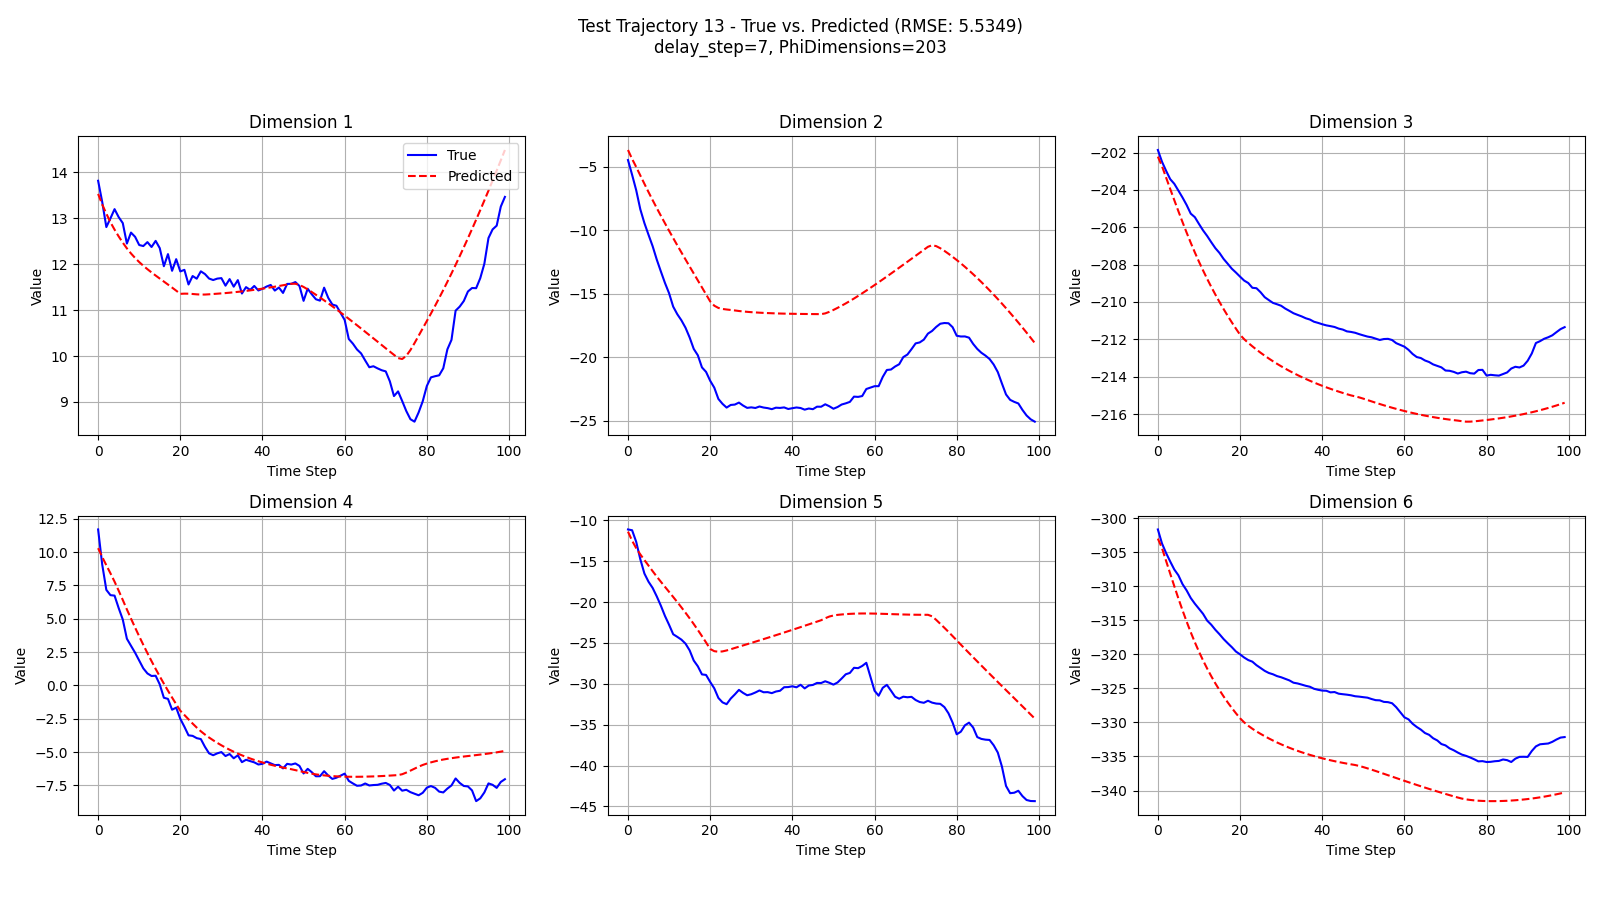 Test Trajectory 13 - True vs. Predicted (RMSE: 5.5349)
delay_step=7, PhiDimensions=203
Dimension 1
True
Predicted
14
13
12
11
10
9
Value
0 20 40 60 80 100
Time Step
Dimension 2
−5
−10
−15
−20
−25
Value
0 20 40 60 80 100
Time Step
Dimension 3
−202
−204
−206
−208
−210
−212
−214
−216
Value
0 20 40 60 80 100
Time Step
Dimension 4
12.5
10.0
7.5
5.0
2.5
0.0
−2.5
−5.0
−7.5
Value
0 20 40 60 80 100
Time Step
Dimension 5
−10
−15
−20
−25
−30
−35
−40
−45
Value
0 20 40 60 80 100
Time Step
Dimension 6
−300
−305
−310
−315
−320
−325
−330
−335
−340
Value
0 20 40 60 80 100
Time Step